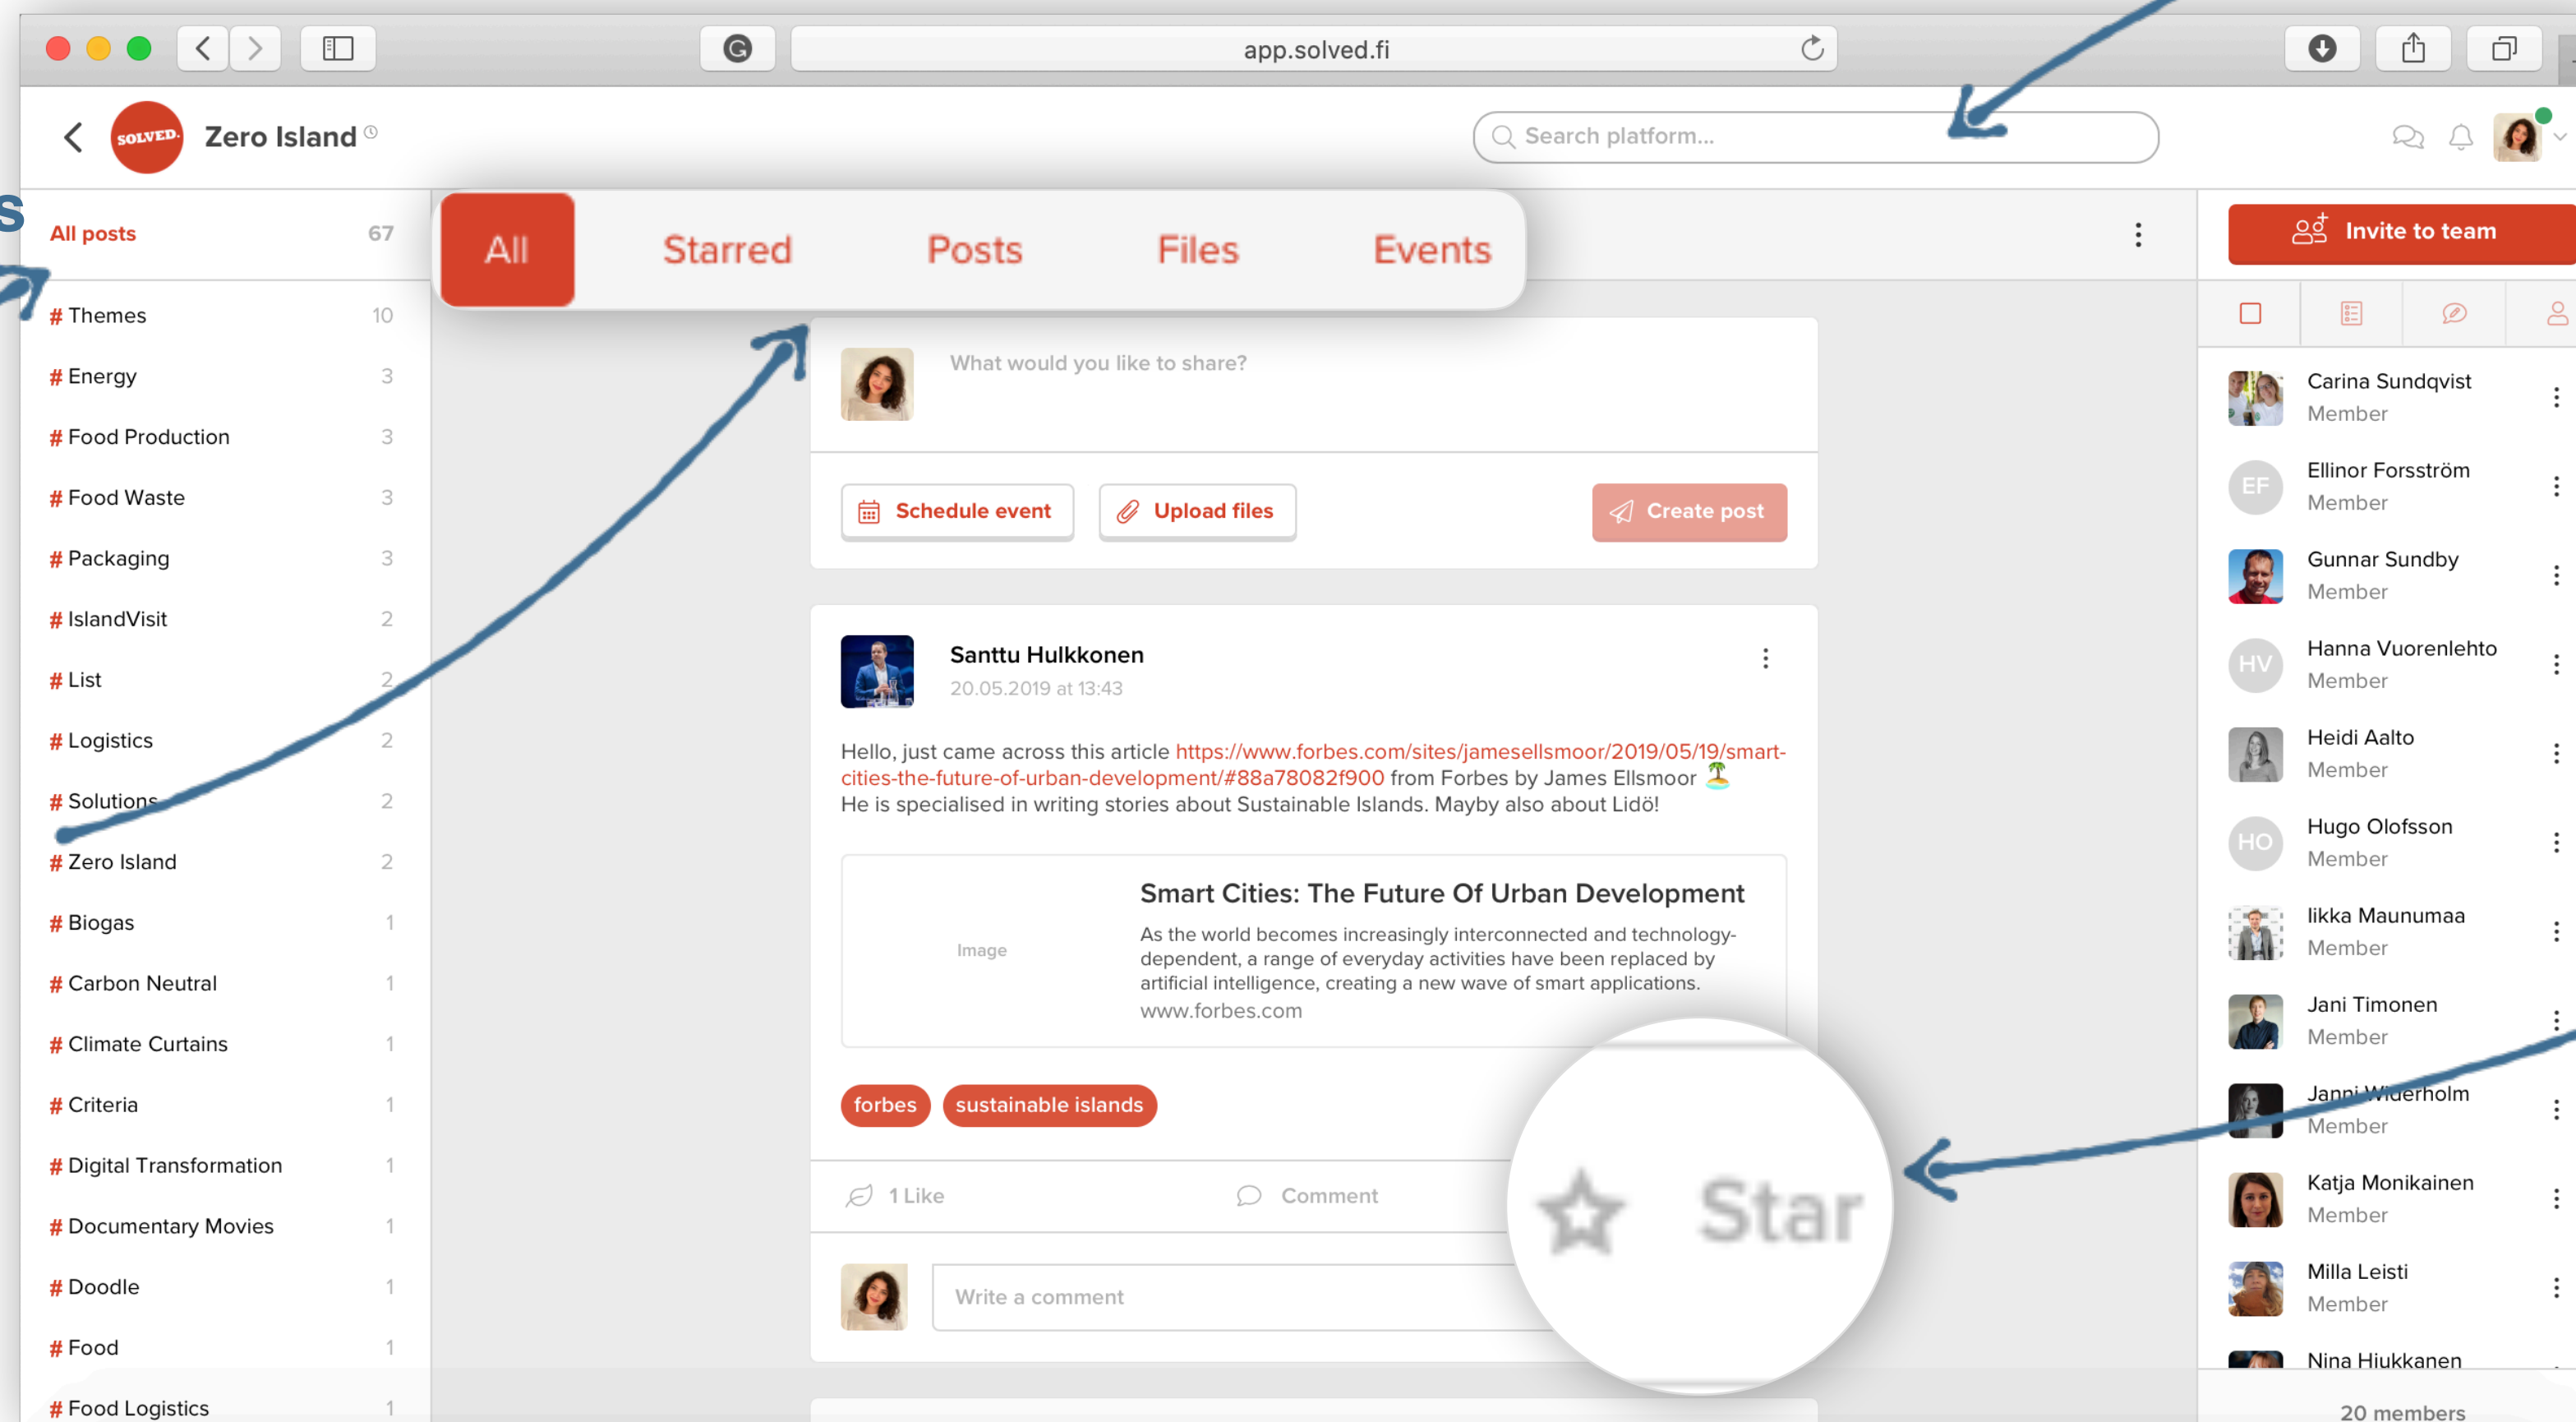 app.solved.fi
SOLVED.
Zero Island
Search platform...
s
All posts 67
All Starred Posts Files Events
Invite to team
# Themes 10
# Energy 3
# Food Production 3
# Food Waste 3
# Packaging 3
# IslandVisit 2
# List 2
# Logistics 2
# Solutions 2
# Zero Island 2
# Biogas 1
# Carbon Neutral 1
# Climate Curtains 1
# Criteria 1
# Digital Transformation 1
# Documentary Movies 1
# Doodle 1
# Food 1
# Food Logistics 1
What would you like to share?
Schedule event Upload files Create post
Santtu Hulkkonen
20.05.2019 at 13:43
Hello, just came across this article https://www.forbes.com/sites/jamesellsmoor/2019/05/19/smart-
cities-the-future-of-urban-development/#88a78082f900 from Forbes by James Ellsmoor 🏝️
He is specialised in writing stories about Sustainable Islands. Mayby also about Lidö!
Image
Smart Cities: The Future Of Urban Development
As the world becomes increasingly interconnected and technology-
dependent, a range of everyday activities have been replaced by
artificial intelligence, creating a new wave of smart applications.
www.forbes.com
forbes sustainable islands
1 Like Comment Star
Write a comment
Carina Sundqvist
Member
EF
Ellinor Forsström
Member
Gunnar Sundby
Member
HV
Hanna Vuorenlehto
Member
Heidi Aalto
Member
HO
Hugo Olofsson
Member
Iikka Maunumaa
Member
Jani Timonen
Member
Janni Widerholm
Member
Katja Monikainen
Member
Milla Leisti
Member
Nina Hiukkanen
20 members